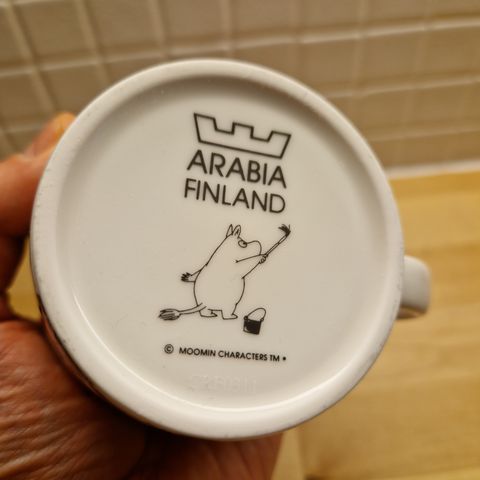 ARABIA
FINLAND
© MOOMIN CHARACTERS TM •